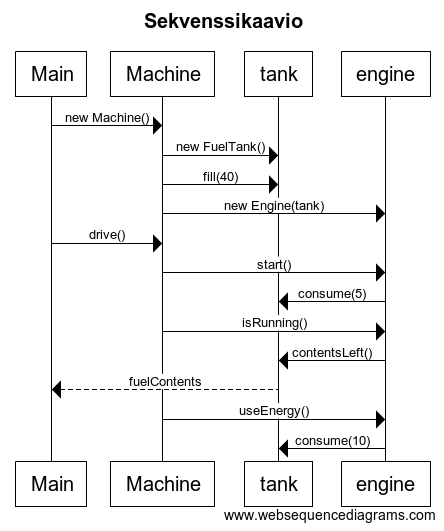 Sekvenssikaavio
Main Machine tank engine
new Machine()
new FuelTank()
fill(40)
new Engine(tank)
drive()
start()
consume(5)
isRunning()
contentsLeft()
fuelContents
useEnergy()
consume(10)
Main Machine tank engine
www.websequencediagrams.com